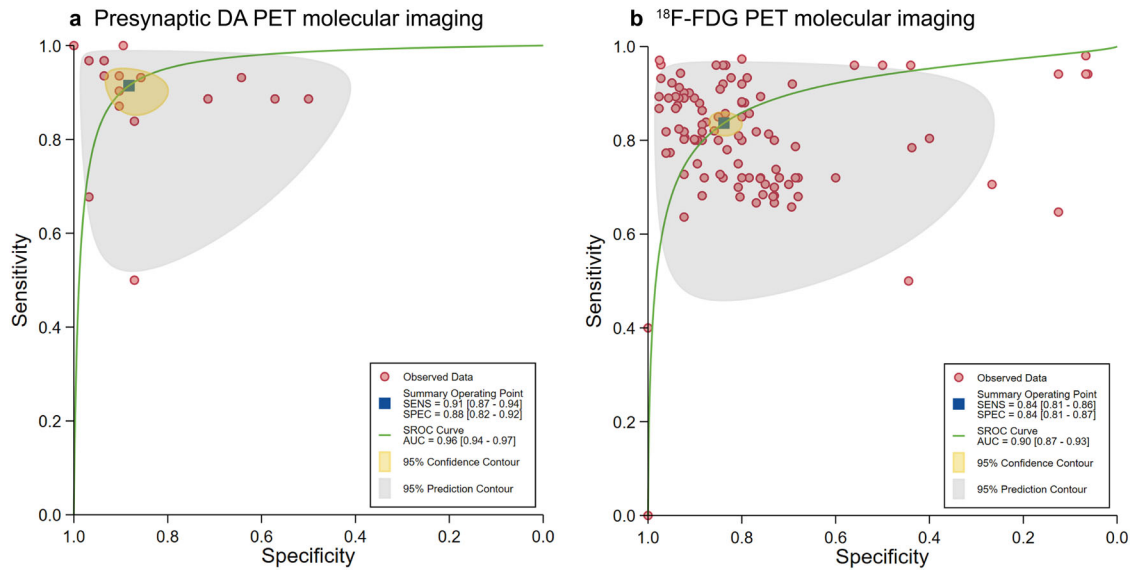 a Presynaptic DA PET molecular imaging
1.0
0.8
0.6
0.4
0.2
0.0
Sensitivity
1.0 0.8 0.6 0.4 0.2 0.0
Specificity
Observed Data
Summary Operating Point
SENS = 0.91 [0.87 - 0.94]
SPEC = 0.88 [0.82 - 0.92]
SROC Curve
AUC = 0.96 [0.94 - 0.97]
95% Confidence Contour
95% Prediction Contour
b ¹⁸F-FDG PET molecular imaging
1.0
0.8
0.6
0.4
0.2
0.0
Sensitivity
1.0 0.8 0.6 0.4 0.2 0.0
Specificity
Observed Data
Summary Operating Point
SENS = 0.84 [0.81 - 0.86]
SPEC = 0.84 [0.81 - 0.87]
SROC Curve
AUC = 0.90 [0.87 - 0.93]
95% Confidence Contour
95% Prediction Contour